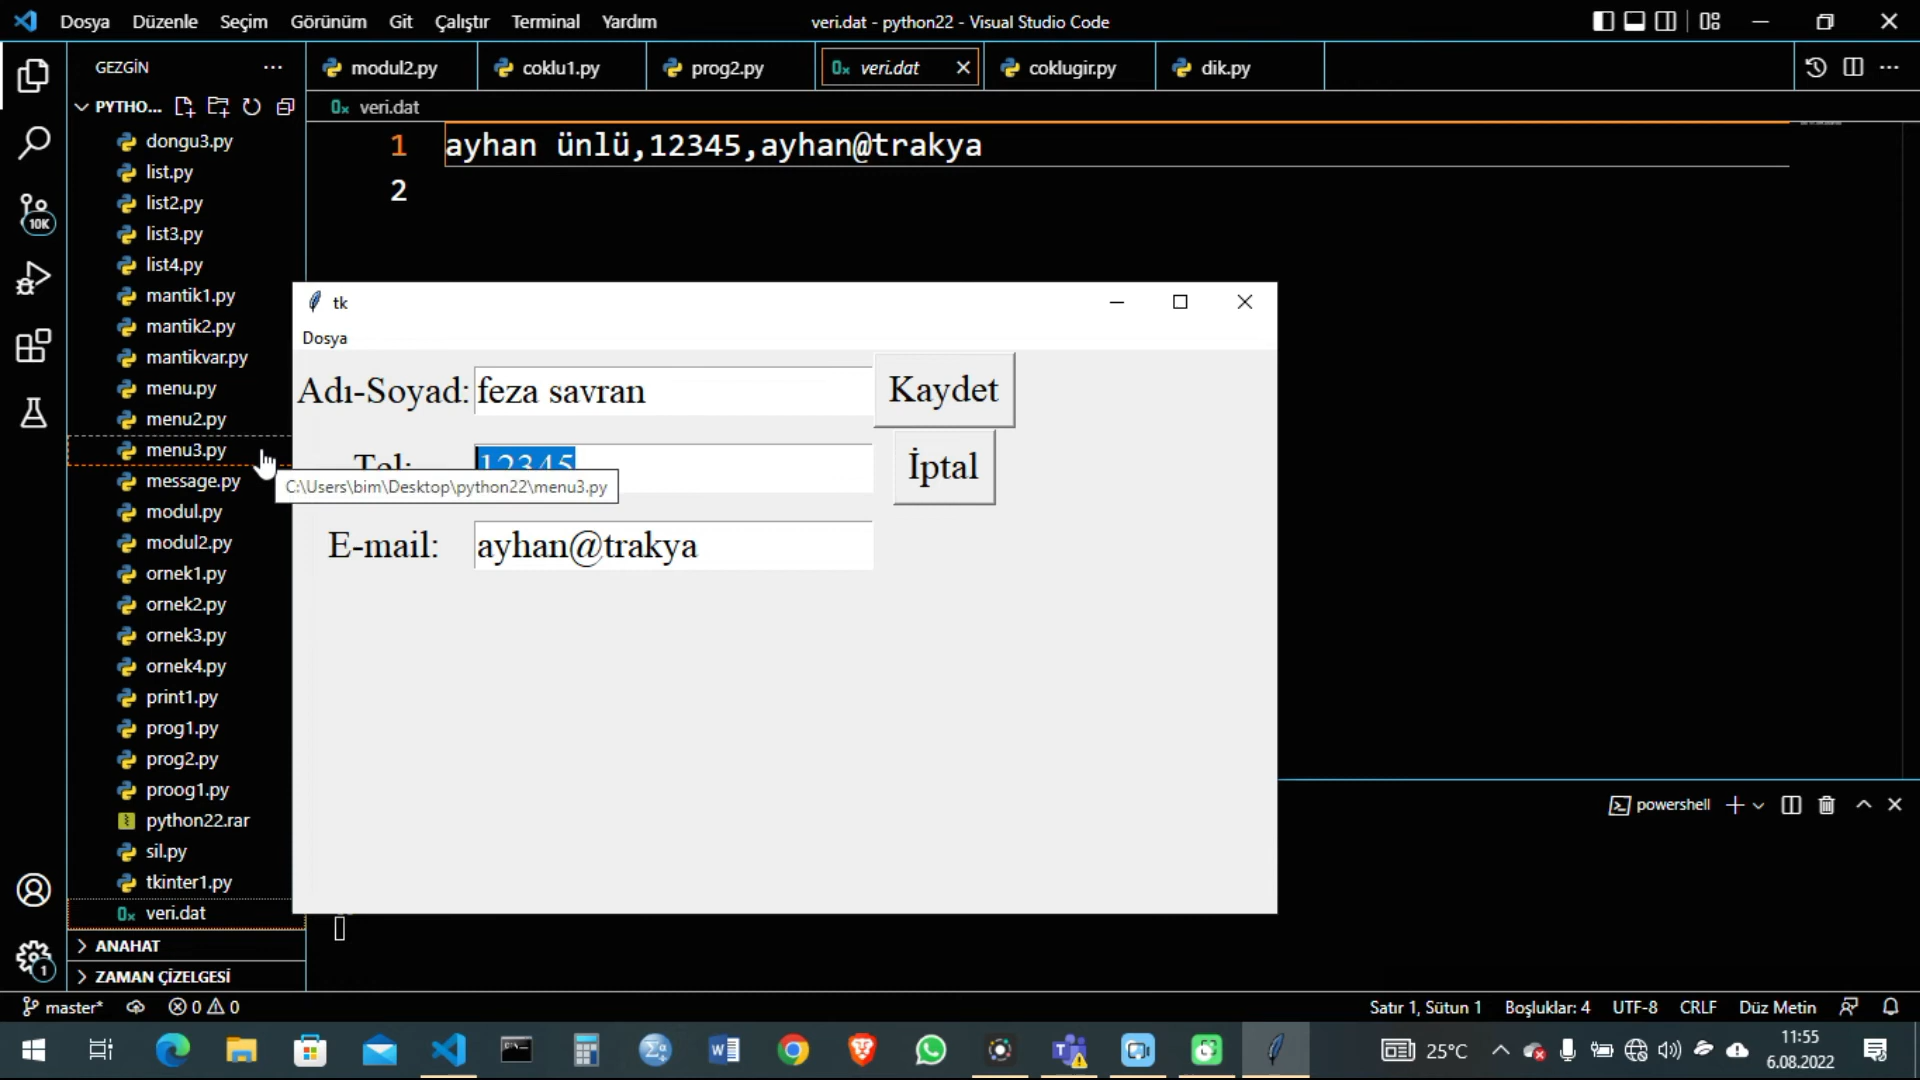 Dosya Düzenle Seçim Görünüm Git Çalıştır Terminal Yardım
veri.dat - python22 - Visual Studio Code
GEZGİN
modul2.py
coklu1.py
prog2.py
veri.dat
coklugir.py
dik.py
PYTHO...
veri.dat
1 ayhan ünlü,12345,ayhan@trakya
2
dongu3.py
list.py
list2.py
list3.py
list4.py
mantik1.py
mantik2.py
mantikvar.py
menu.py
menu2.py
menu3.py
message.py
modul.py
modul2.py
ornek1.py
ornek2.py
ornek3.py
ornek4.py
print1.py
prog1.py
prog2.py
proog1.py
python22.rar
sil.py
tkinter1.py
veri.dat
ANAHAT
ZAMAN ÇİZELGESİ
10K
1
tk
Dosya
Adı-Soyad: feza savran Kaydet
Tel: 12345 İptal
C:\Users\bim\Desktop\python22\menu3.py
E-mail: ayhan@trakya
powershell
master* 0 0
Satır 1, Sütun 1 Boşluklar: 4 UTF-8 CRLF Düz Metin
25°C
11:55
6.08.2022